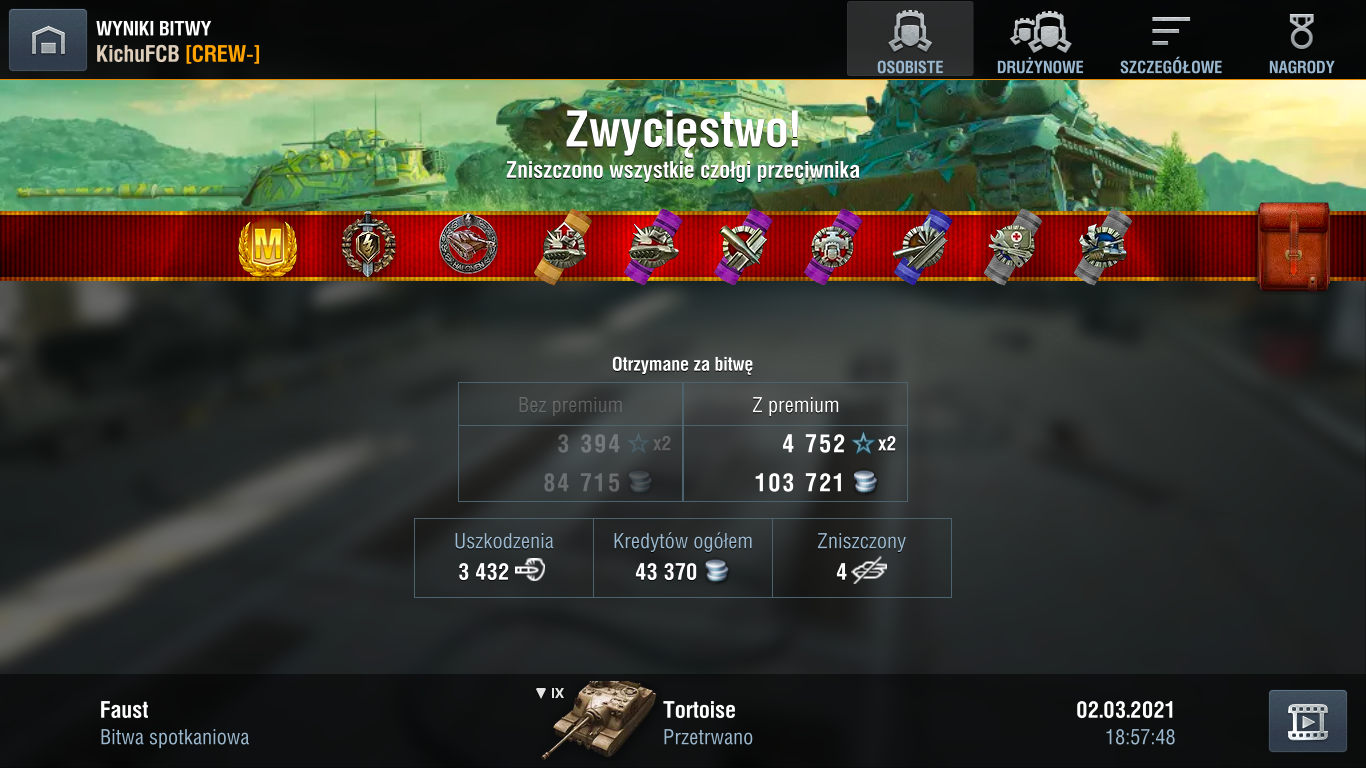 WYNIKI BITWY
KichuFCB [CREW-]
OSOBISTE
DRUŻYNOWE
SZCZEGÓŁOWE
NAGRODY
Zwycięstwo!
Zniszczono wszystkie czołgi przeciwnika
M
HALONEN
Otrzymane za bitwę
Bez premium
Z premium
3 394 x2
4 752 x2
84 715
103 721
Uszkodzenia
Kredytów ogółem
Zniszczony
3 432
43 370
4
Faust
Bitwa spotkaniowa
IX
Tortoise
Przetrwano
02.03.2021
18:57:48